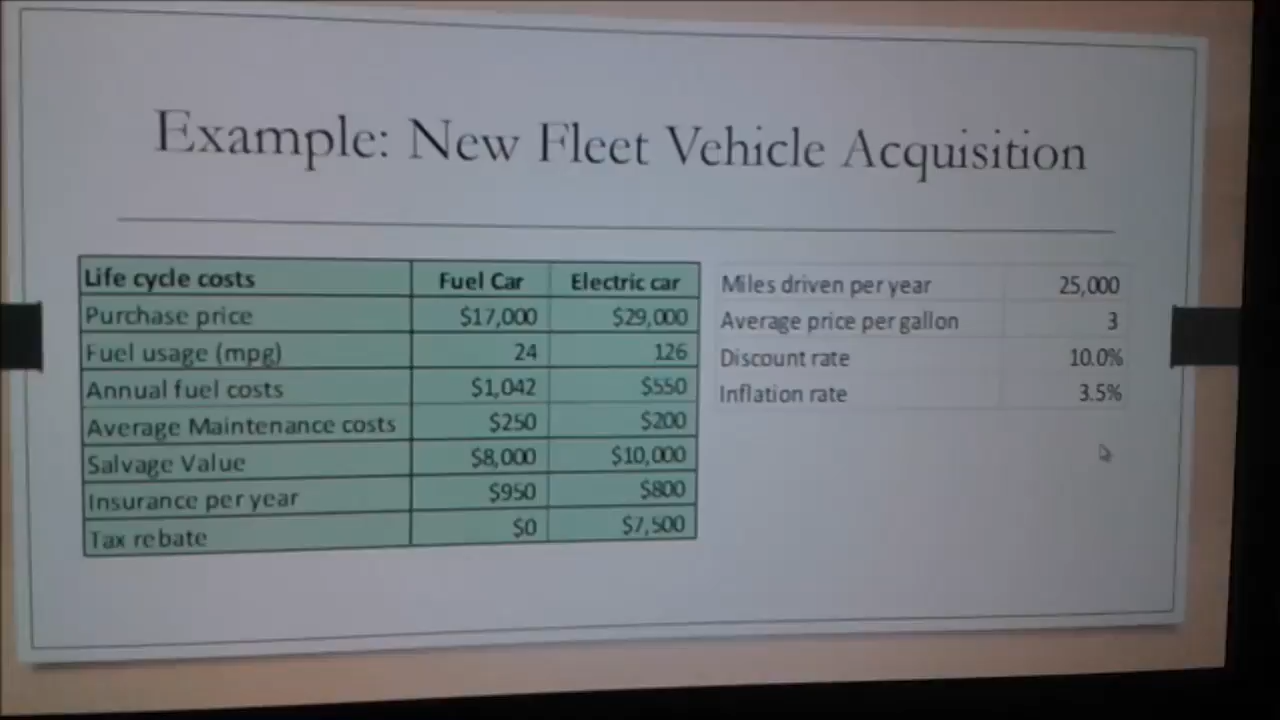 Example: New Fleet Vehicle Acquisition
Life cycle costs Fuel Car Electric car
Purchase price $17,000 $29,000
Fuel usage (mpg) 24 126
Annual fuel costs $1,042 $550
Average Maintenance costs $250 $200
Salvage Value $8,000 $10,000
Insurance per year $950 $800
Tax rebate $0 $7,500
Miles driven per year 25,000
Average price per gallon 3
Discount rate 10.0%
Inflation rate 3.5%